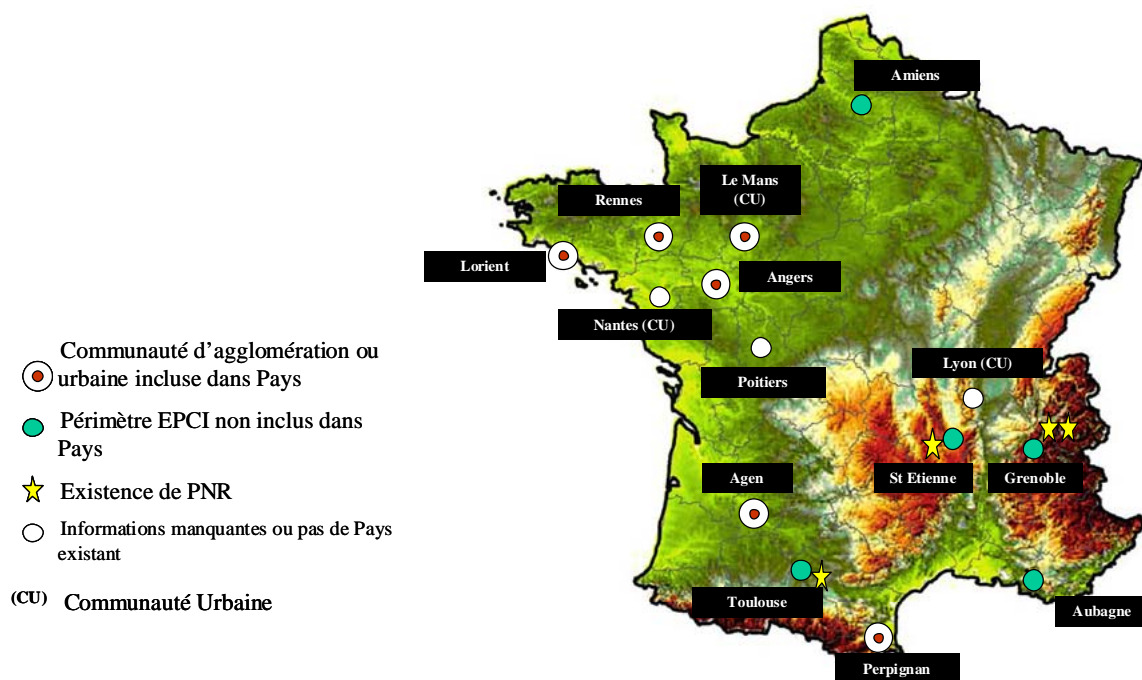 Amiens
Le Mans
(CU)
Rennes
Lorient
Angers
Nantes (CU)
Poitiers
Lyon (CU)
St Etienne
Grenoble
Agen
Toulouse
Aubagne
Perpignan
Communauté d’agglomération ou
urbaine incluse dans Pays
Périmètre EPCI non inclus dans
Pays
Existence de PNR
Informations manquantes ou pas de Pays
existant
(CU) Communauté Urbaine